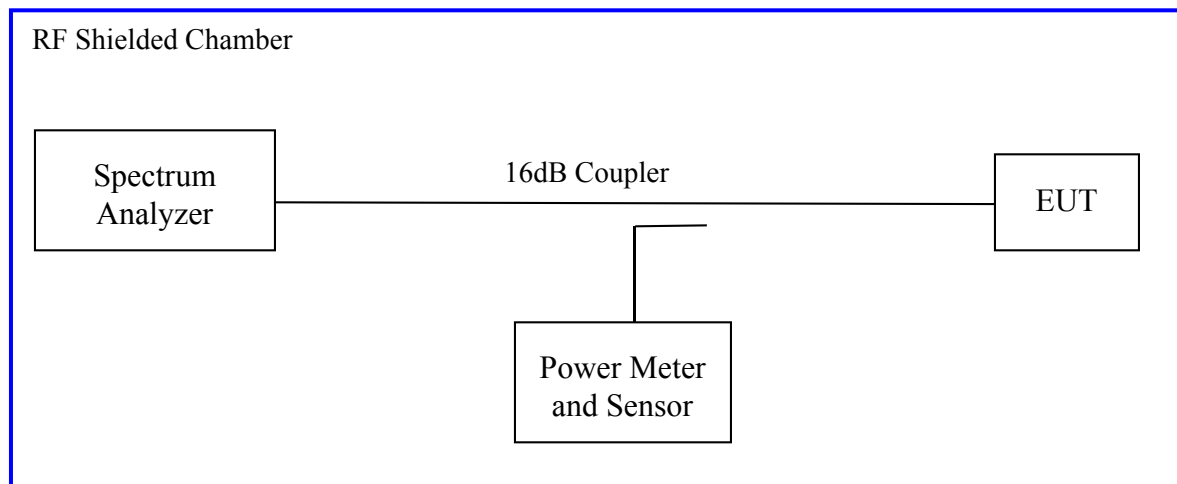 RF Shielded Chamber
Spectrum
Analyzer
16dB Coupler
EUT
Power Meter
and Sensor